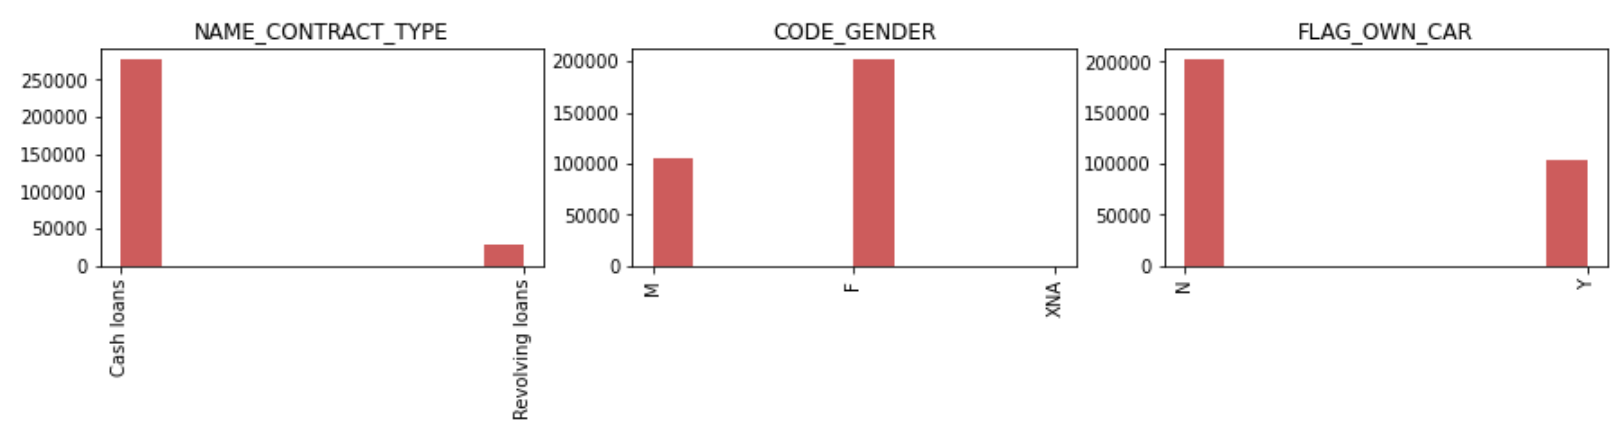 NAME_CONTRACT_TYPE
250000
200000
150000
100000
50000
0
Cash loans
Revolving loans
CODE_GENDER
200000
150000
100000
50000
0
M
F
XNA
FLAG_OWN_CAR
200000
150000
100000
50000
0
N
Y